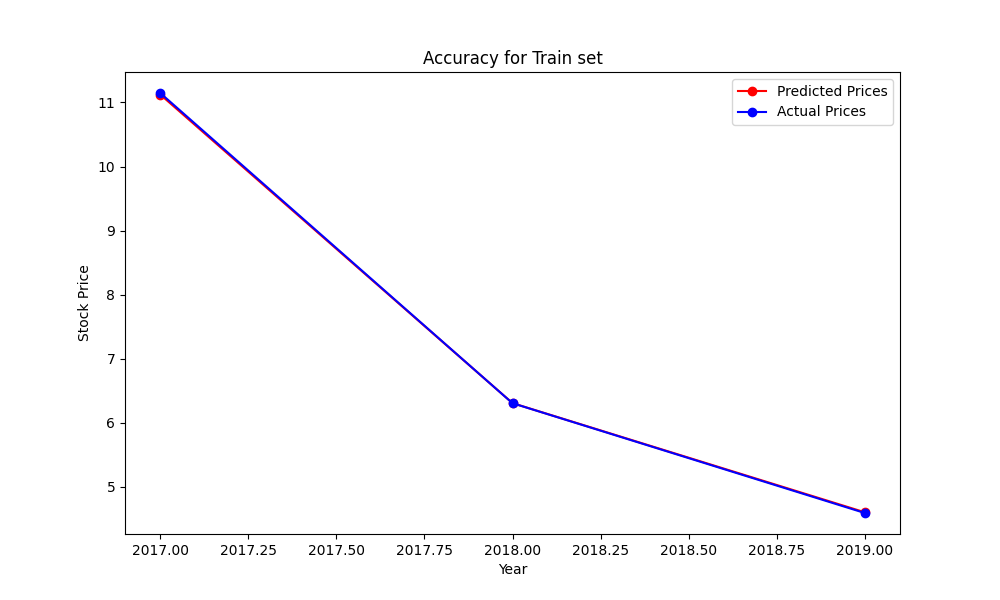 Accuracy for Train set
Predicted Prices
Actual Prices
Stock Price
11
10
9
8
7
6
5
2017.00 2017.25 2017.50 2017.75 2018.00 2018.25 2018.50 2018.75 2019.00
Year